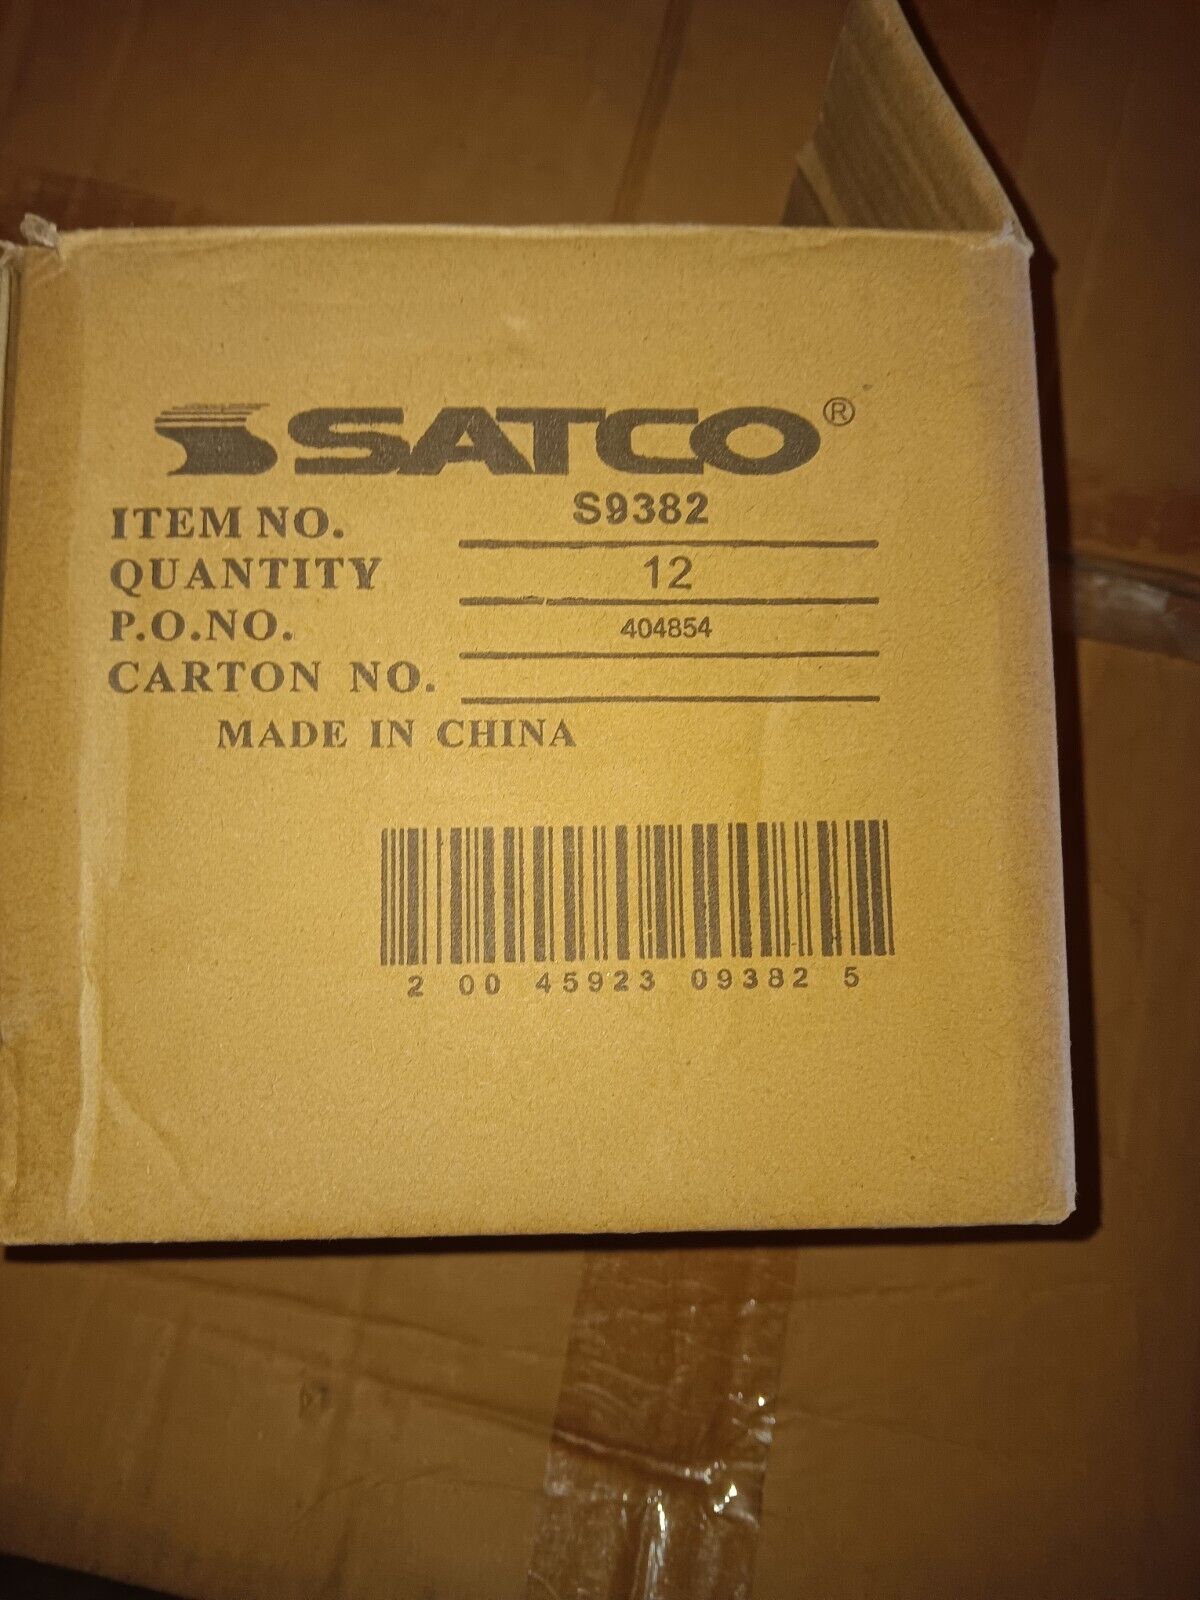 SATCO®
ITEM NO. S9382
QUANTITY 12
P.O.NO. 404854
CARTON NO.
MADE IN CHINA
2 00 45923 09382 5